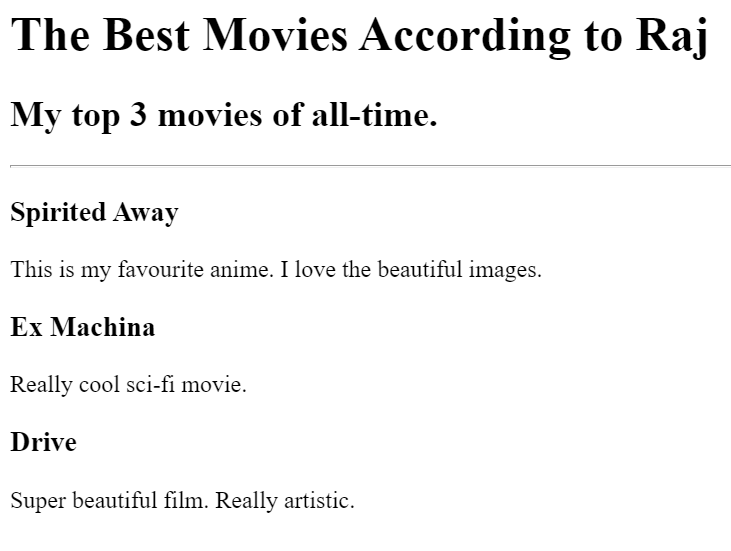 The Best Movies According to Raj
My top 3 movies of all-time.
Spirited Away
This is my favourite anime. I love the beautiful images.
Ex Machina
Really cool sci-fi movie.
Drive
Super beautiful film. Really artistic.